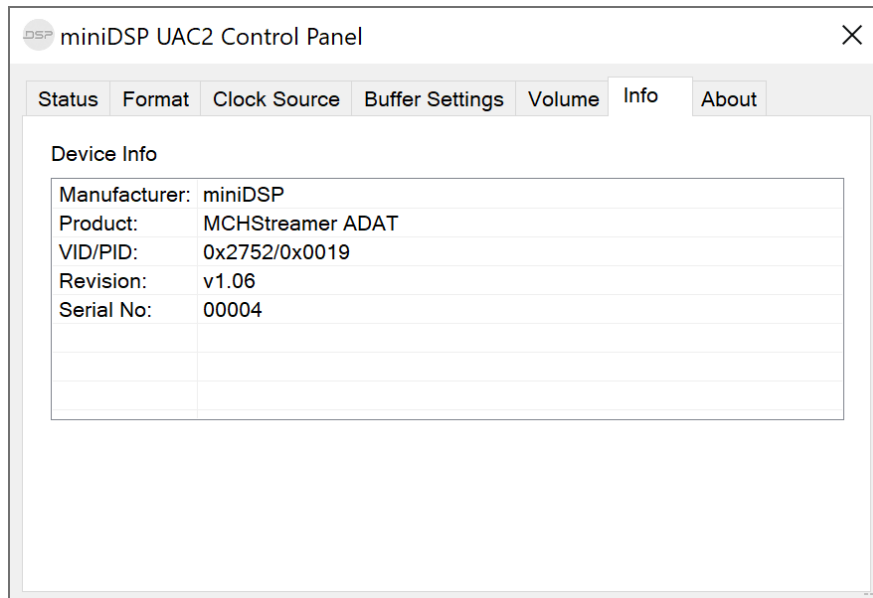 DSP miniDSP UAC2 Control Panel
Status Format Clock Source Buffer Settings Volume Info About
Device Info
Manufacturer: miniDSP
Product: MCHStreamer ADAT
VID/PID: 0x2752/0x0019
Revision: v1.06
Serial No: 00004